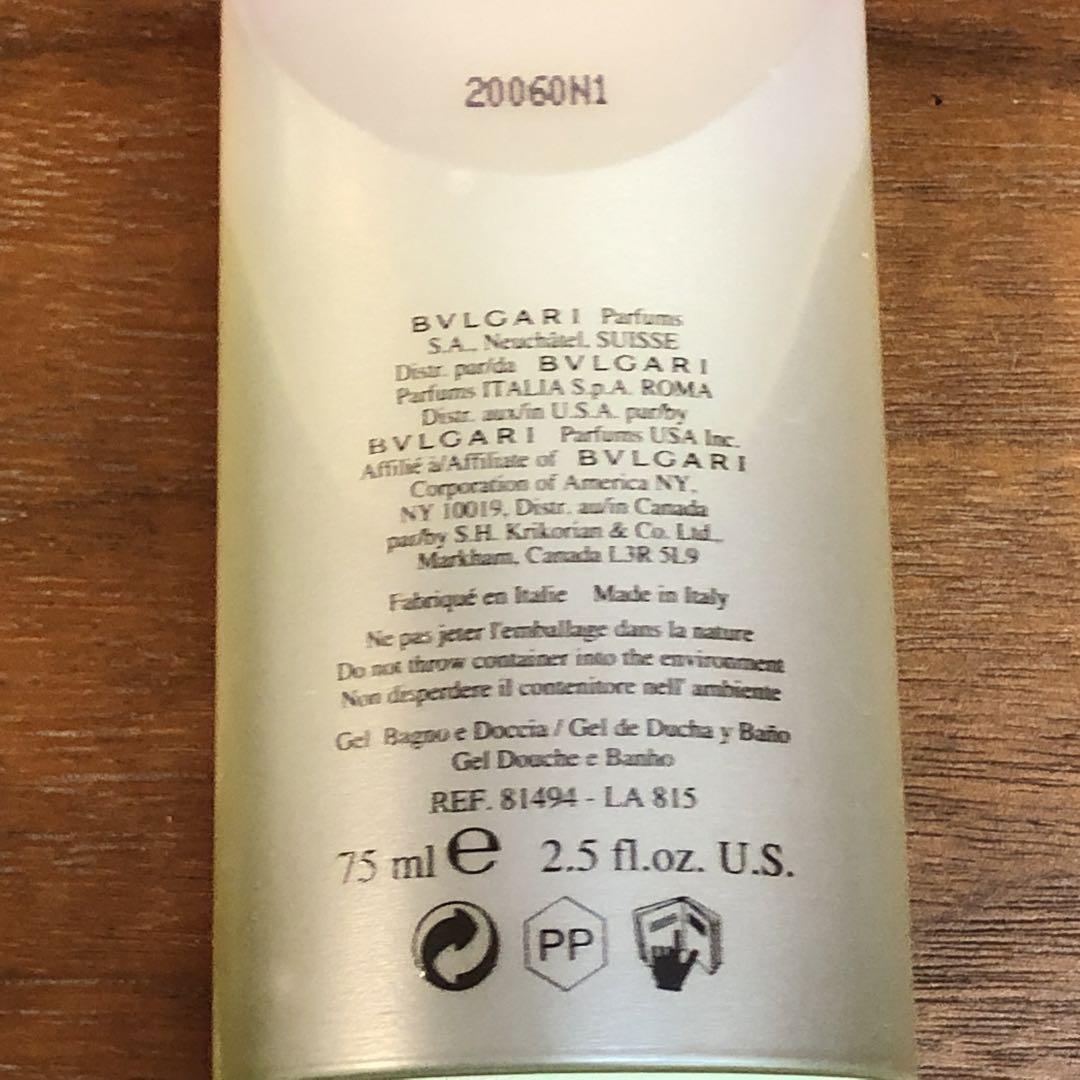 20060N1
BVLGARI Parfums
S.A., Neuchâtel, SUISSE
Distr. par/da BVLGARI
Parfums ITALIA S.p.A. ROMA
Distr. aux/in U.S.A. par/by
BVLGARI Parfums USA Inc.
Affilié à/Affiliate of BVLGARI
Corporation of America NY,
NY 10019, Distr. au/in Canada
par/by S.H. Krikorian & Co. Ltd.,
Markham, Canada L3R 5L9
Fabriqué en Italie Made in Italy
Ne pas jeter l'emballage dans la nature
Do not throw container into the environment
Non disperdere il contenitore nell' ambiente
Gel Bagno e Doccia / Gel de Ducha y Baño
Gel Douche e Banho
REF. 81494 - LA 815
75 ml e 2.5 fl.oz. U.S.
PP